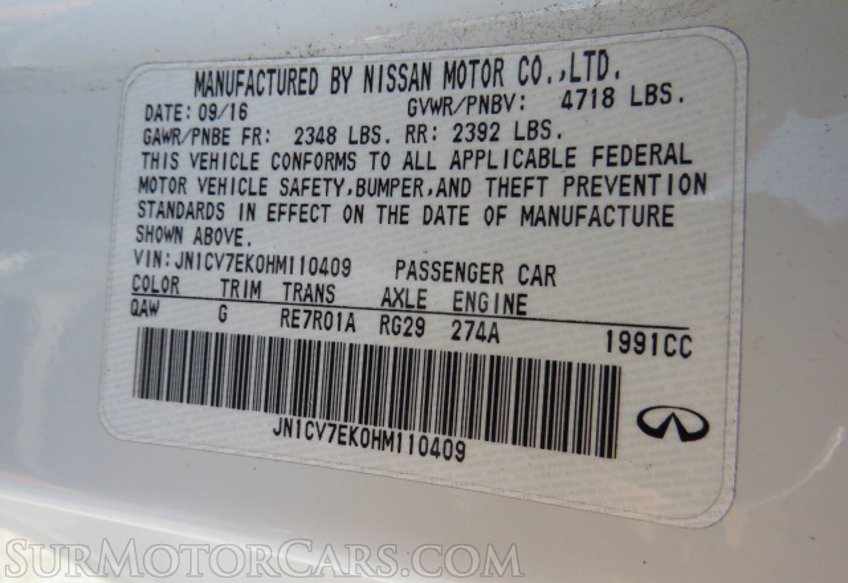 MANUFACTURED BY NISSAN MOTOR CO.,LTD.
DATE: 09/16 GVWR/PNBV: 4718 LBS.
GAWR/PNBE FR: 2348 LBS. RR: 2392 LBS.
THIS VEHICLE CONFORMS TO ALL APPLICABLE FEDERAL
MOTOR VEHICLE SAFETY,BUMPER,AND THEFT PREVENTION
STANDARDS IN EFFECT ON THE DATE OF MANUFACTURE
SHOWN ABOVE.
VIN:JN1CV7EK0HM110409 PASSENGER CAR
COLOR TRIM TRANS AXLE ENGINE
QAW G RE7R01A RG29 274A 1991CC
JN1CV7EK0HM110409
SurMotorCars.com